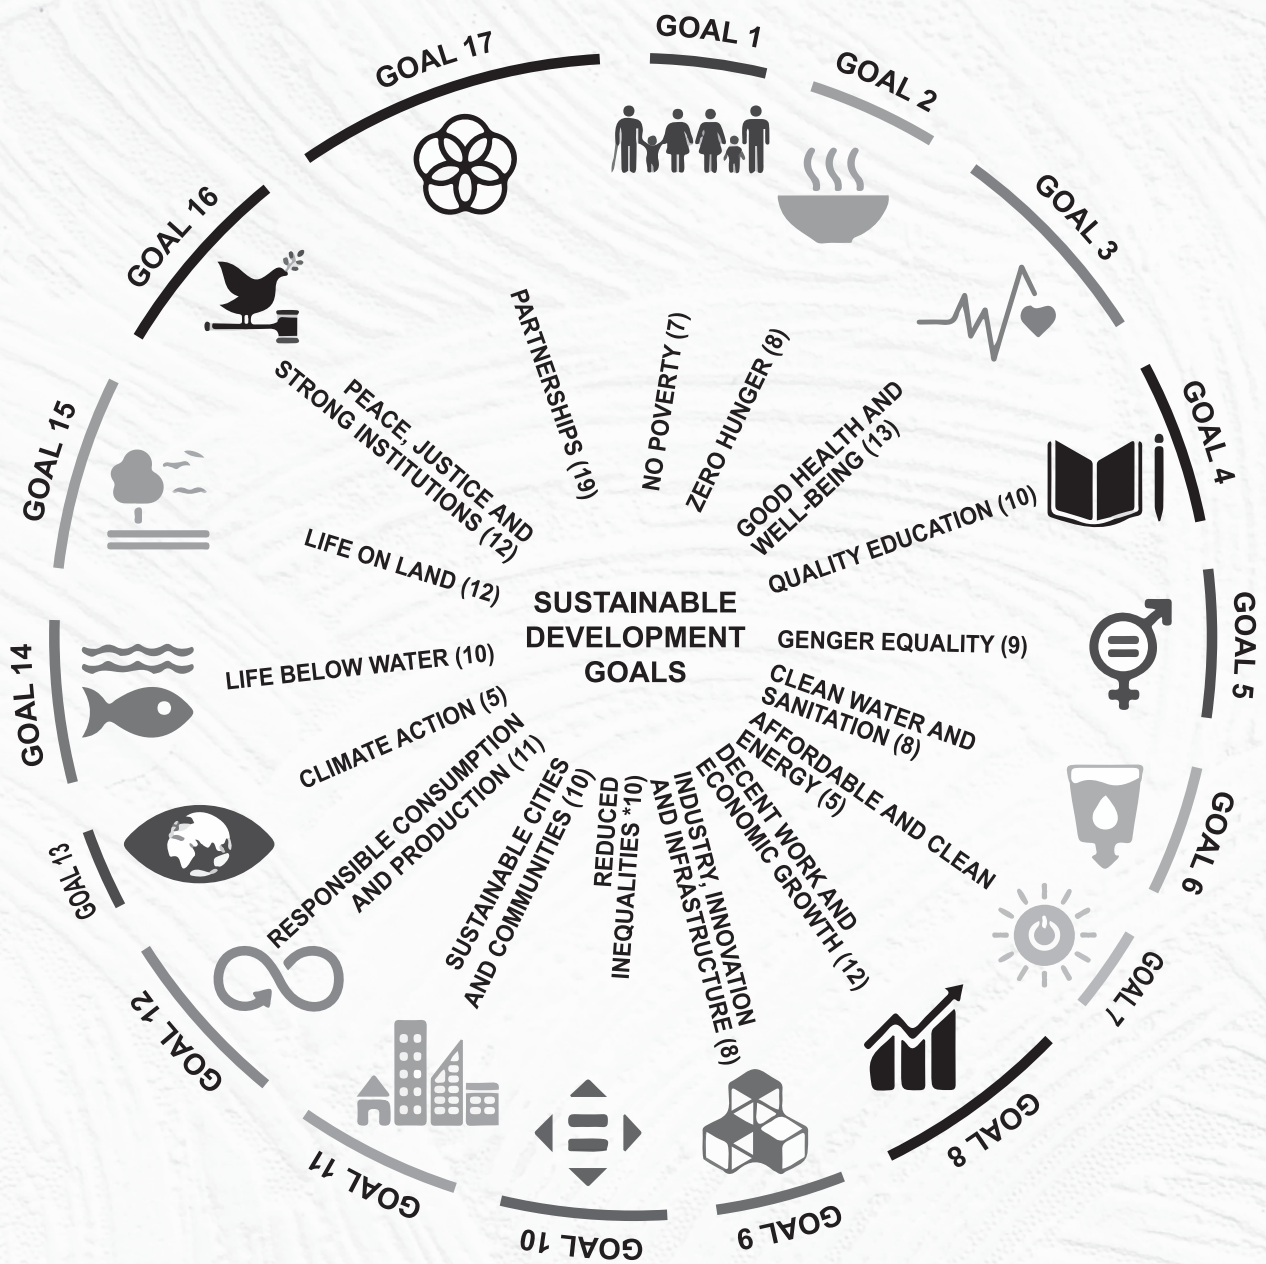 GOAL 1
GOAL 2
GOAL 3
GOAL 4
GOAL 5
GOAL 6
GOAL 7
GOAL 8
GOAL 9
GOAL 10
GOAL 11
GOAL 12
GOAL 13
GOAL 14
GOAL 15
GOAL 16
GOAL 17
SUSTAINABLE
DEVELOPMENT
GOALS
NO POVERTY (7)
ZERO HUNGER (8)
GOOD HEALTH AND
WELL-BEING (13)
QUALITY EDUCATION (10)
GENGER EQUALITY (9)
CLEAN WATER AND
SANITATION (8)
AFFORDABLE AND CLEAN
ENERGY (5)
DECENT WORK AND
ECONOMIC GROWTH (12)
INDUSTRY, INNOVATION
AND INFRASTRUCTURE (8)
REDUCED
INEQUALITIES *10)
SUSTAINABLE CITIES
AND COMMUNITIES (10)
RESPONSIBLE CONSUMPTION
AND PRODUCTION (11)
CLIMATE ACTION (5)
LIFE BELOW WATER (10)
LIFE ON LAND (12)
PEACE, JUSTICE AND
STRONG INSTITUTIONS (12)
PARTNERSHIPS (19)